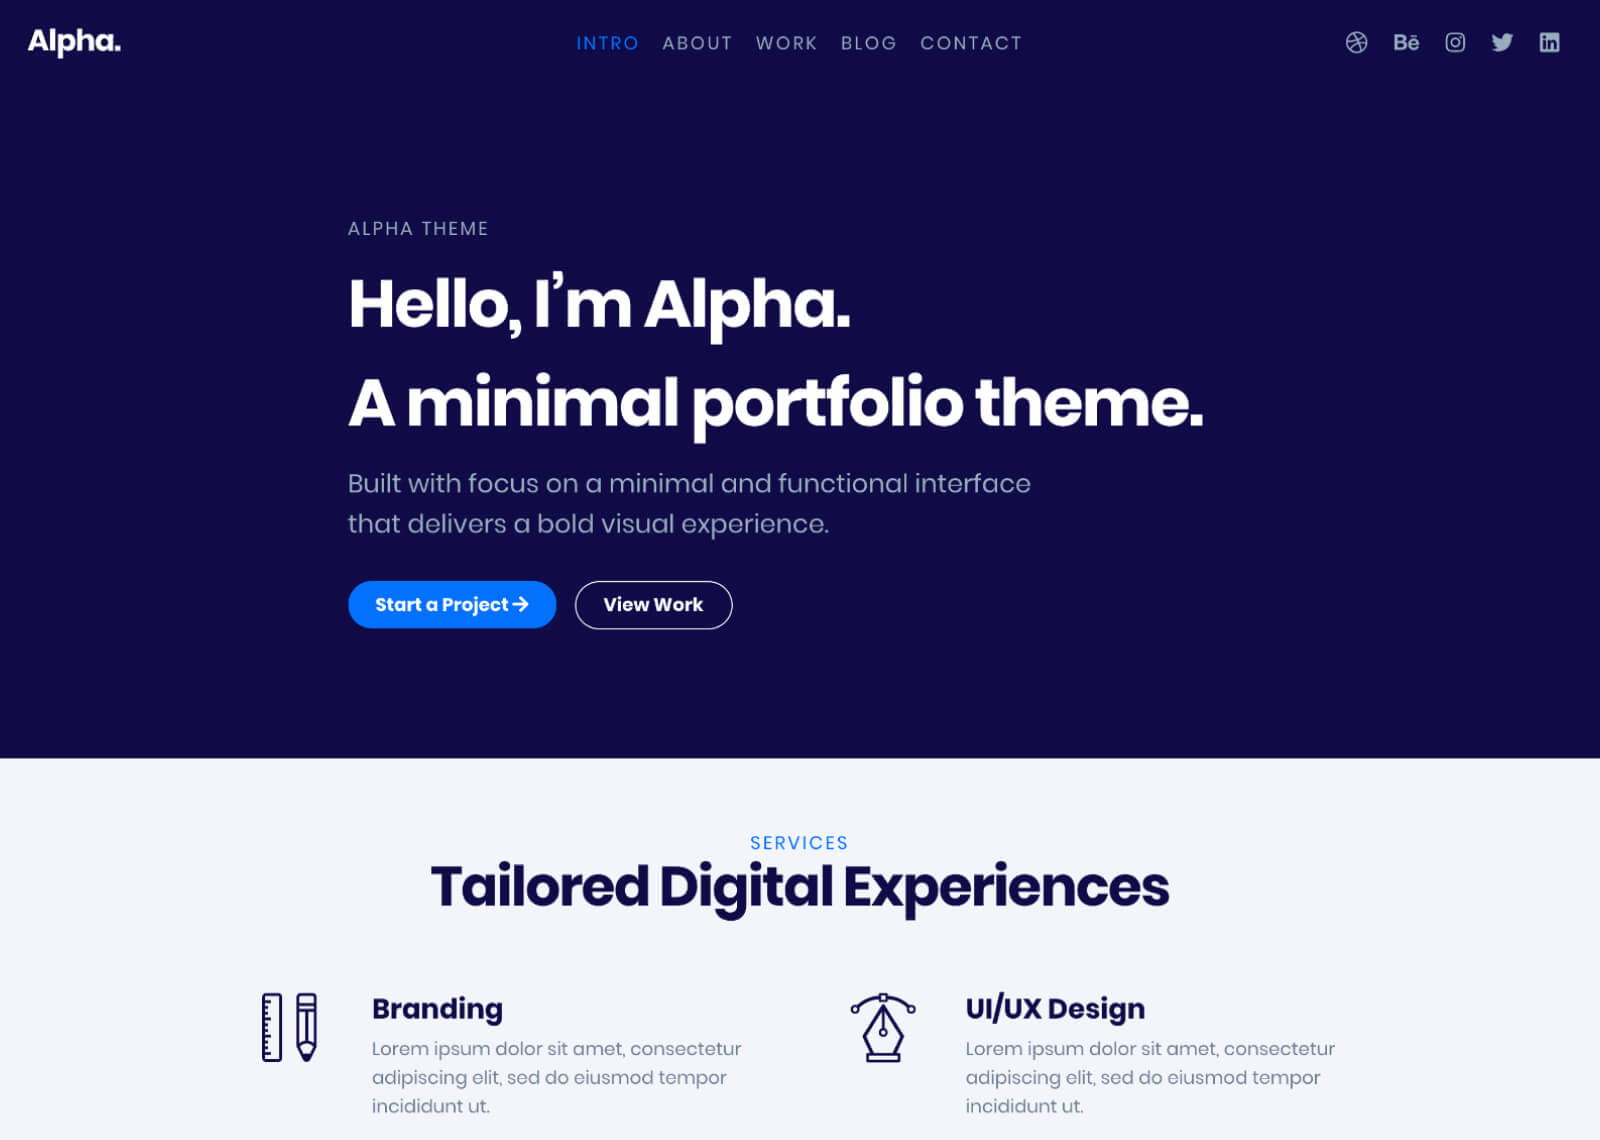 Alpha.
INTRO ABOUT WORK BLOG CONTACT
Bē
in
ALPHA THEME
Hello, I’m Alpha.
A minimal portfolio theme.
Built with focus on a minimal and functional interface
that delivers a bold visual experience.
Start a Project → View Work
SERVICES
Tailored Digital Experiences
Branding
Lorem ipsum dolor sit amet, consectetur
adipiscing elit, sed do eiusmod tempor
incididunt ut.
UI/UX Design
Lorem ipsum dolor sit amet, consectetur
adipiscing elit, sed do eiusmod tempor
incididunt ut.